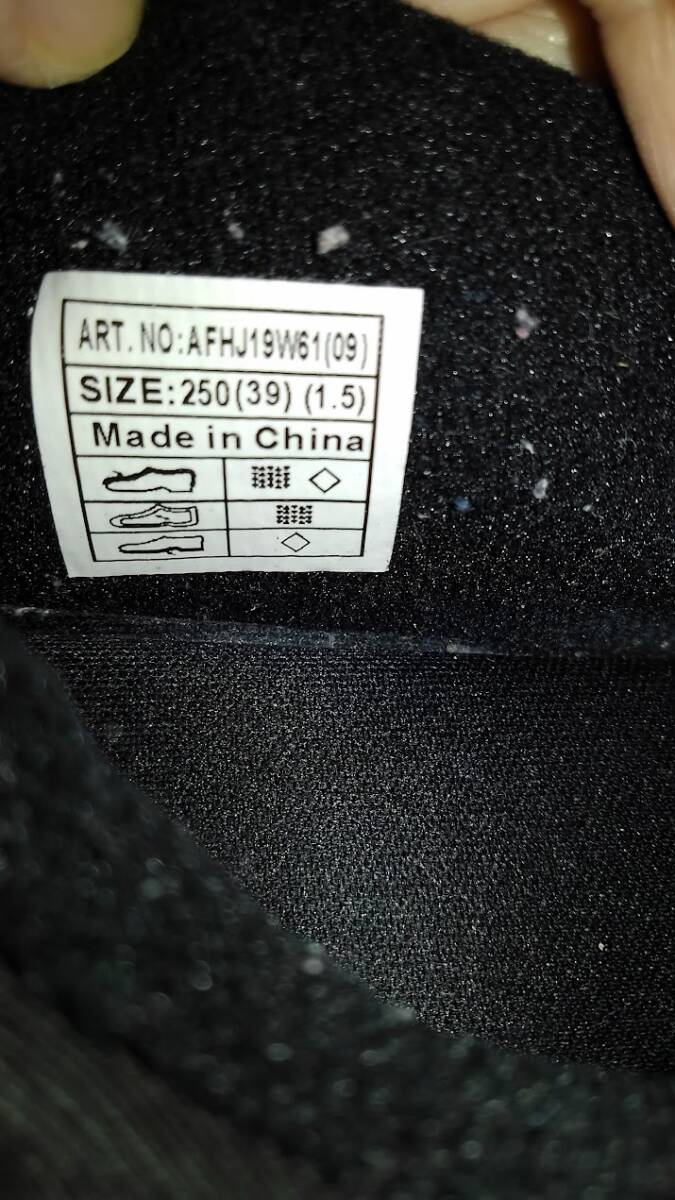 ART. NO:AFHJ19W61(09)
SIZE:250(39) (1.5)
Made in China